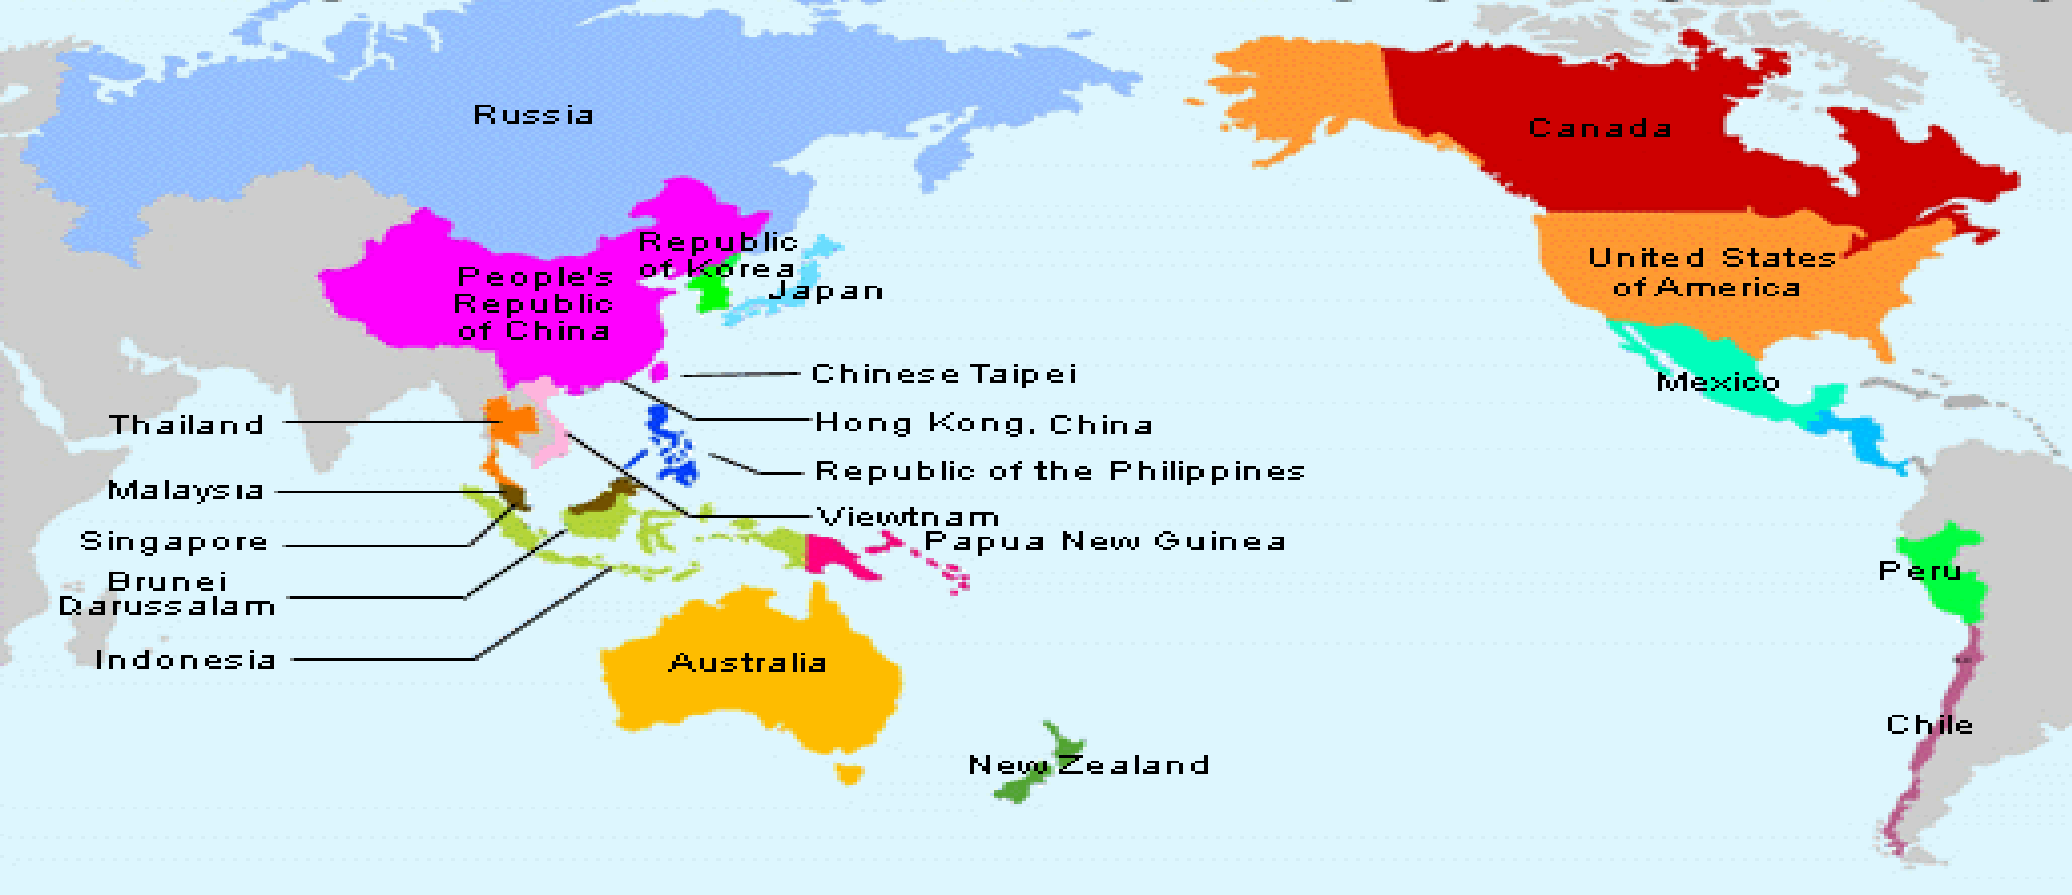 Russia
Canada
Republic
of Korea
People's
Republic
of China
Japan
United States
of America
Mexico
Chinese Taipei
Hong Kong, China
Republic of the Philippines
Viewtnam
Papua New Guinea
Thailand
Malaysia
Singapore
Brunei
Darussalam
Indonesia
Australia
New Zealand
Peru
Chile